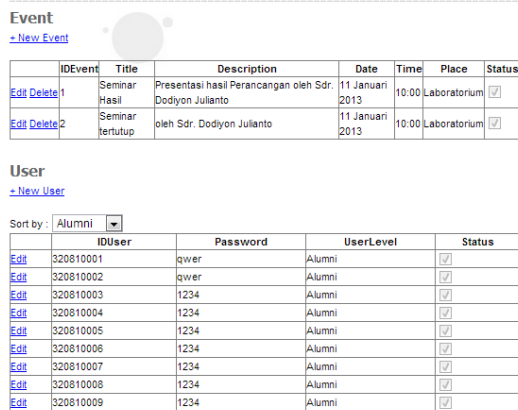 Event
+ New Event
IDEvent Title Description Date Time Place Status
Edit Delete 1 Seminar Hasil Presentasi hasil Perancangan oleh Sdr. Dodiyon Julianto 11 Januari 2013 10:00 Laboratorium
Edit Delete 2 Seminar tertutup oleh Sdr. Dodiyon Julianto 11 Januari 2013 10:00 Laboratorium
User
+ New User
Sort by : Alumni
IDUser Password UserLevel Status
Edit 320810001 qwer Alumni
Edit 320810002 qwer Alumni
Edit 320810003 1234 Alumni
Edit 320810004 1234 Alumni
Edit 320810005 1234 Alumni
Edit 320810006 1234 Alumni
Edit 320810007 1234 Alumni
Edit 320810008 1234 Alumni
Edit 320810009 1234 Alumni